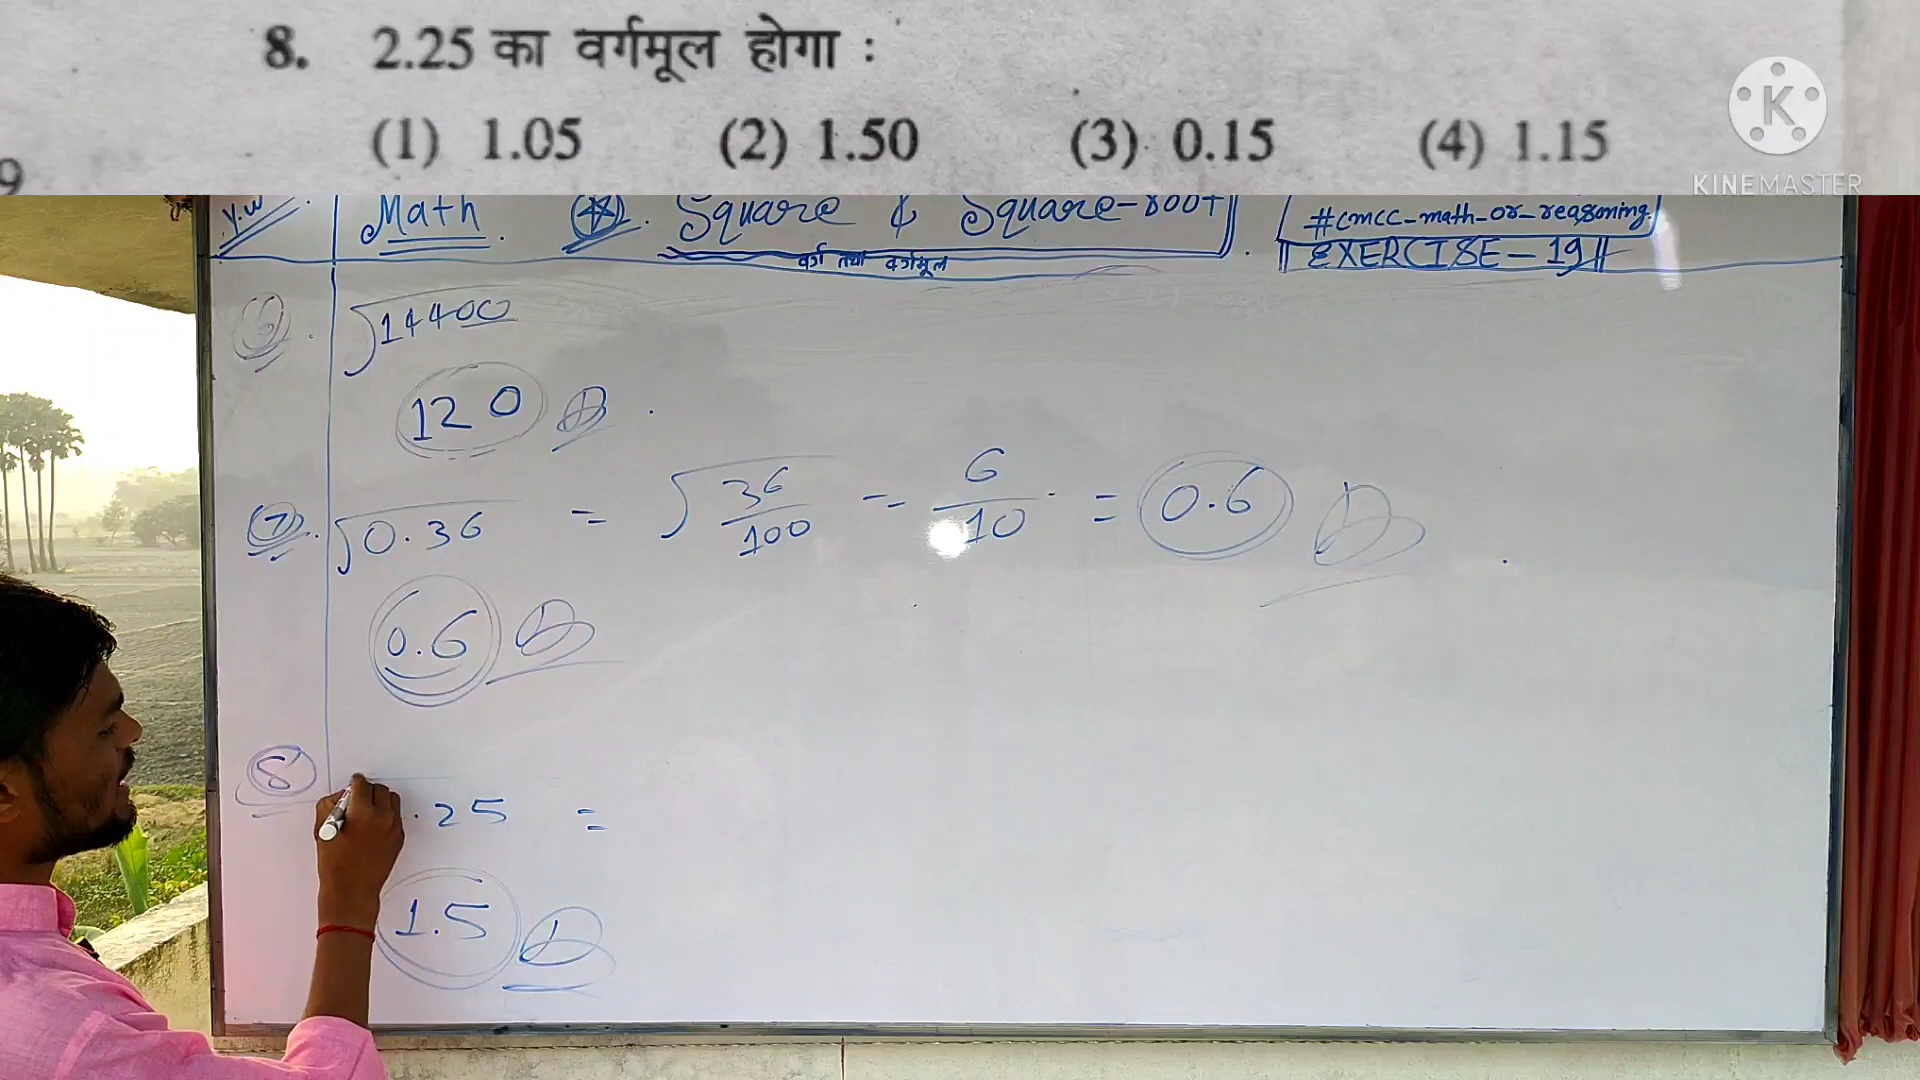 8. 2.25 का वर्गमूल होगा :
(1) 1.05 (2) 1.50 (3) 0.15 (4) 1.15
9
KINEMASTER
Y.W Math Square & Square-root #cmcc-math-or-reasoning
वर्ग तथा वर्गमूल EXERCISE-19
6. √14400
120
7. √0.36 = √36/100 = 6/10 = 0.6
0.6
8 .25 =
1.5